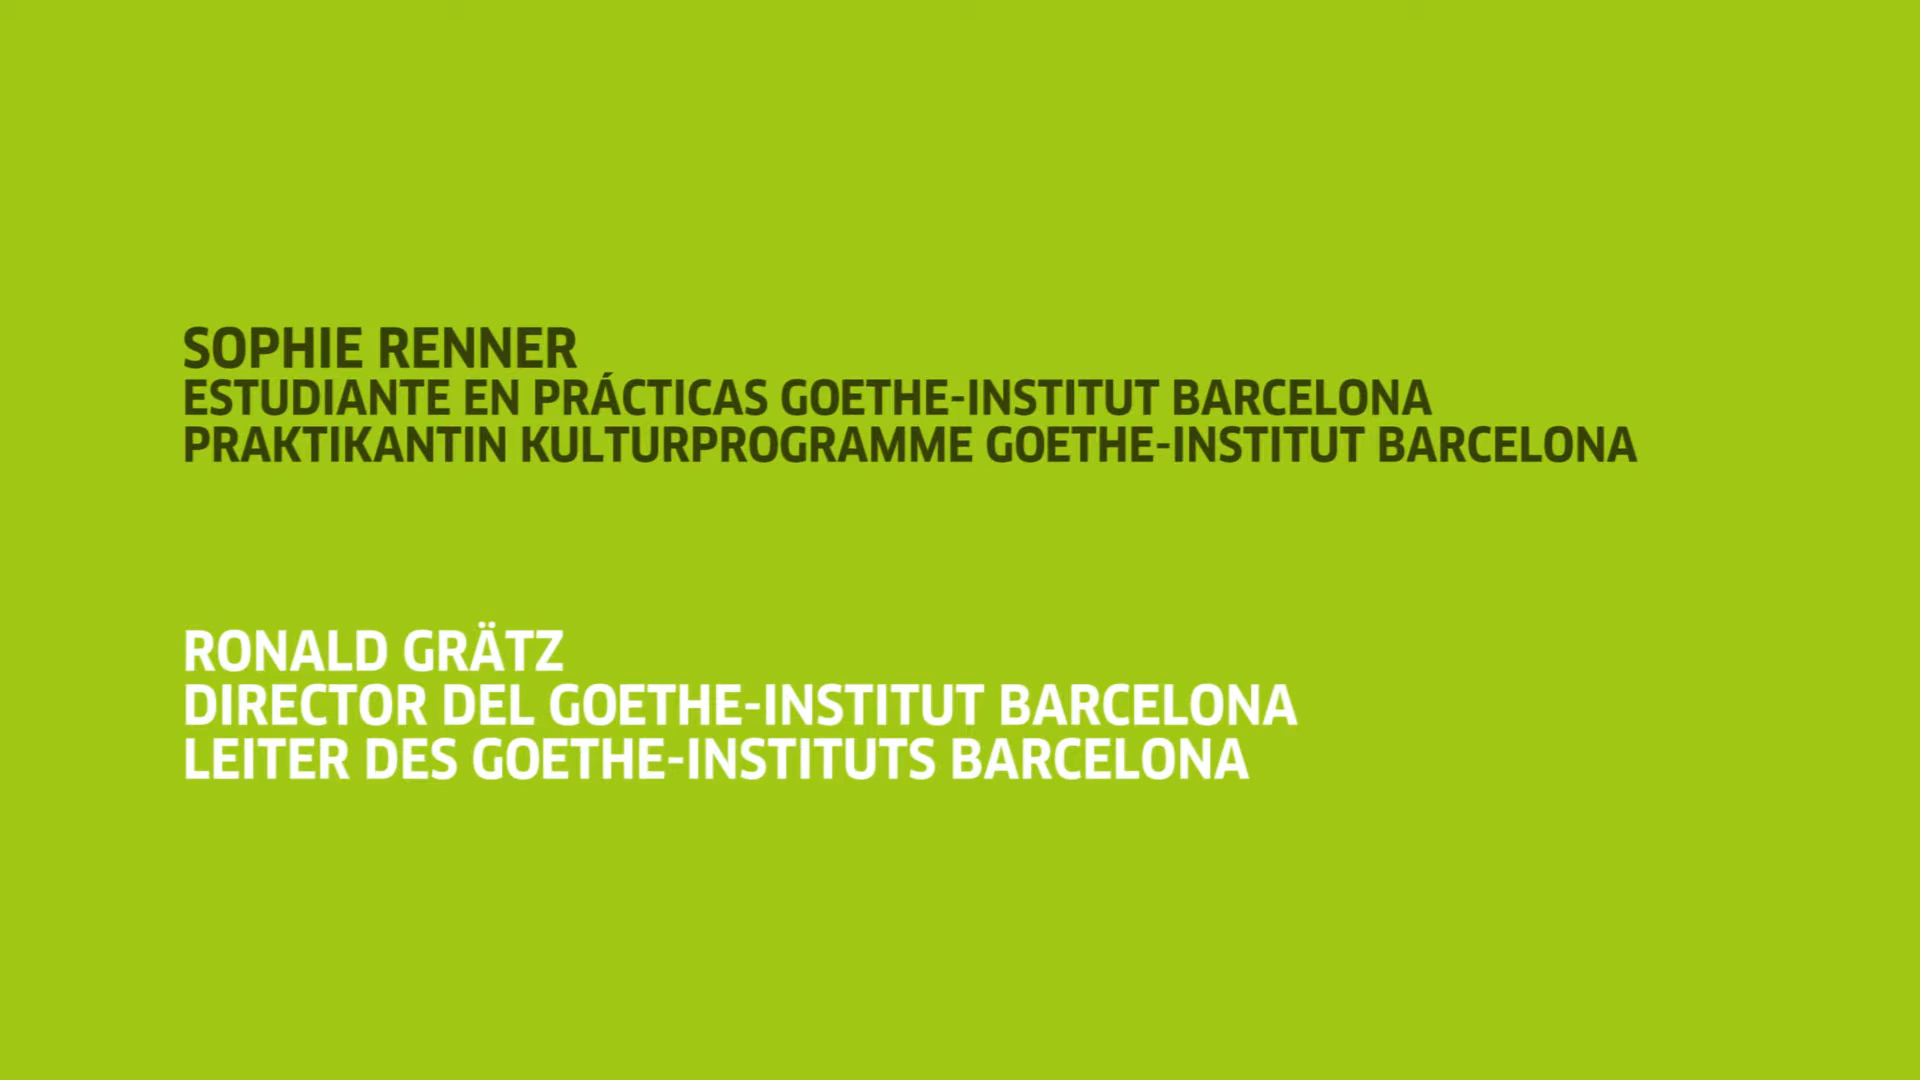 SOPHIE RENNER
ESTUDIANTE EN PRÁCTICAS GOETHE-INSTITUT BARCELONA
PRAKTIKANTIN KULTURPROGRAMME GOETHE-INSTITUT BARCELONA
RONALD GRÄTZ
DIRECTOR DEL GOETHE-INSTITUT BARCELONA
LEITER DES GOETHE-INSTITUTS BARCELONA